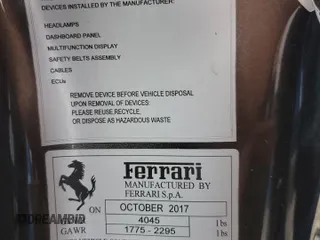 DEVICES INSTALLED BY THE MANUFACTURER:
HEADLAMPS
DASHBOARD PANEL
MULTIFUNCTION DISPLAY
SAFETY BELTS ASSEMBLY
CABLES
ECUs
REMOVE DEVICE BEFORE VEHICLE DISPOSAL
UPON REMOVAL OF DEVICES:
PLEASE REUSE,RECYCLE,
OR DISPOSE AS HAZARDOUS WASTE
Ferrari
MANUFACTURED BY
FERRARI S.p.A.
ON OCTOBER 2017
4045 lbs
GAWR 1775 - 2295 lbs
DREAMBID